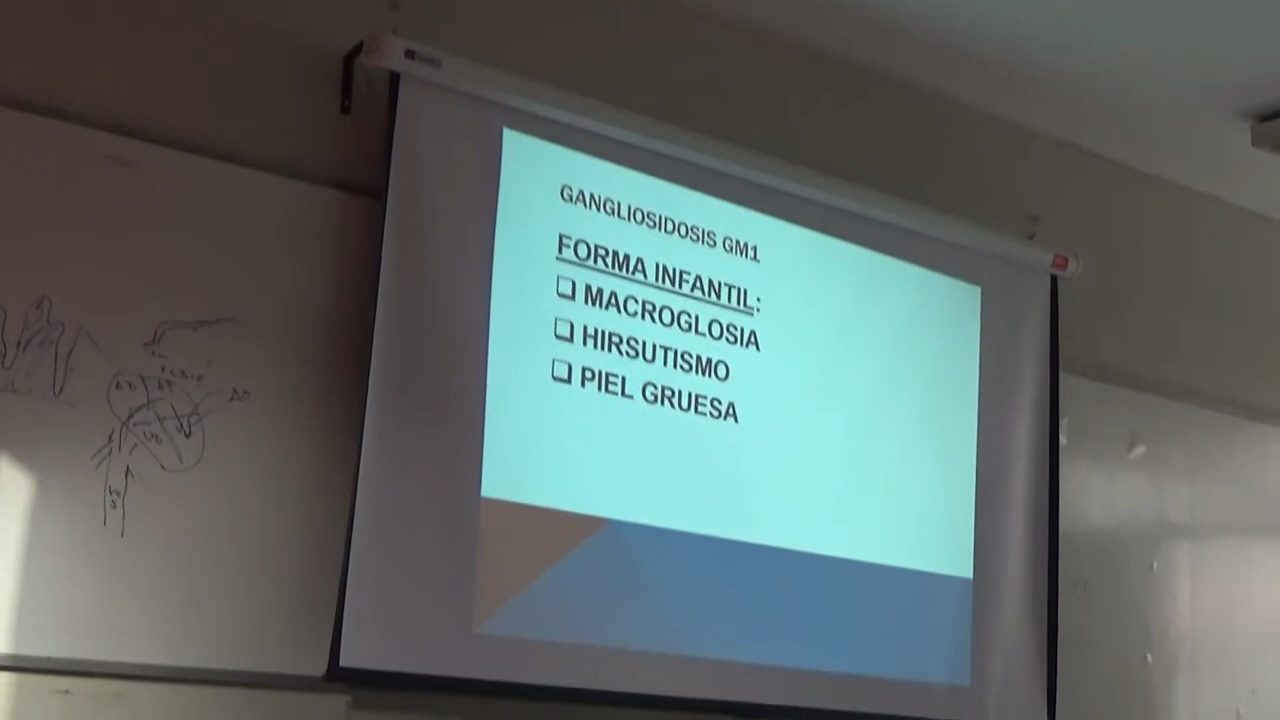 GANGLIOSIDOSIS GM1
FORMA INFANTIL:
❑ MACROGLOSIA
❑ HIRSUTISMO
❑ PIEL GRUESA